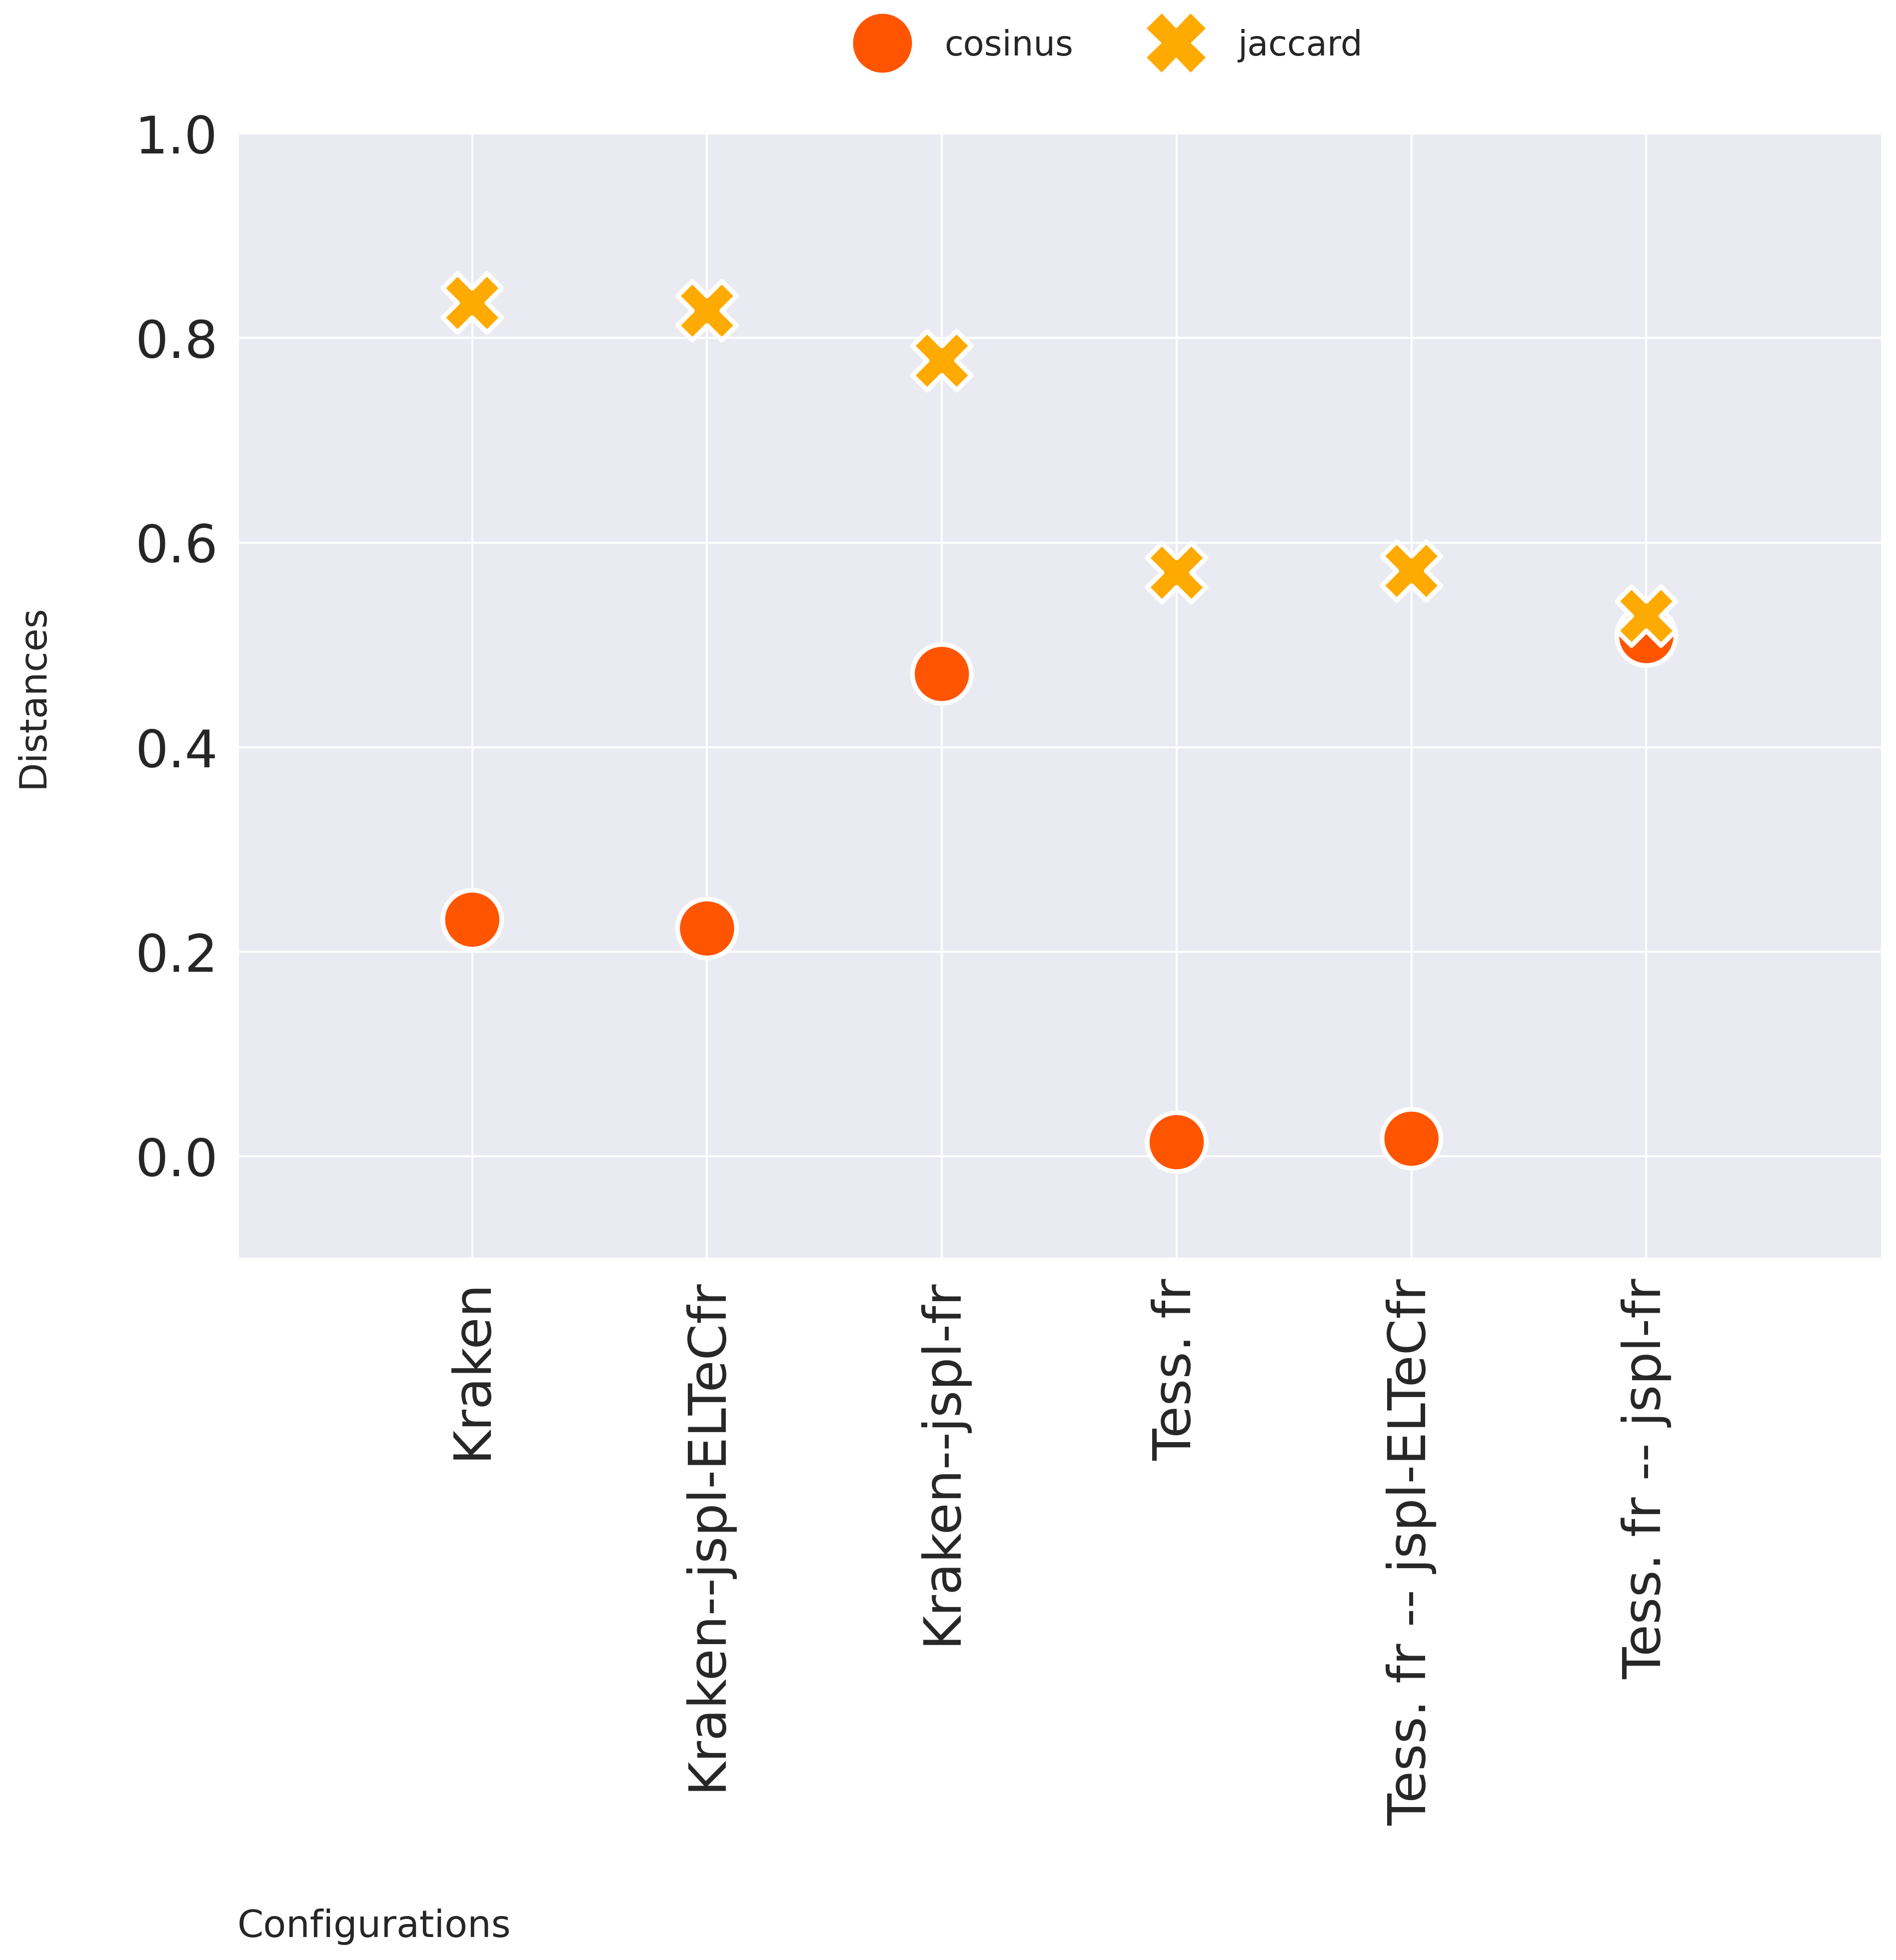 cosinus jaccard
1.0
0.8
0.6
0.4
0.2
0.0
Distances
Kraken
Kraken--jspl-ELTeCfr
Kraken--jspl-fr
Tess. fr
Tess. fr -- jspl-ELTeCfr
Tess. fr -- jspl-fr
Configurations